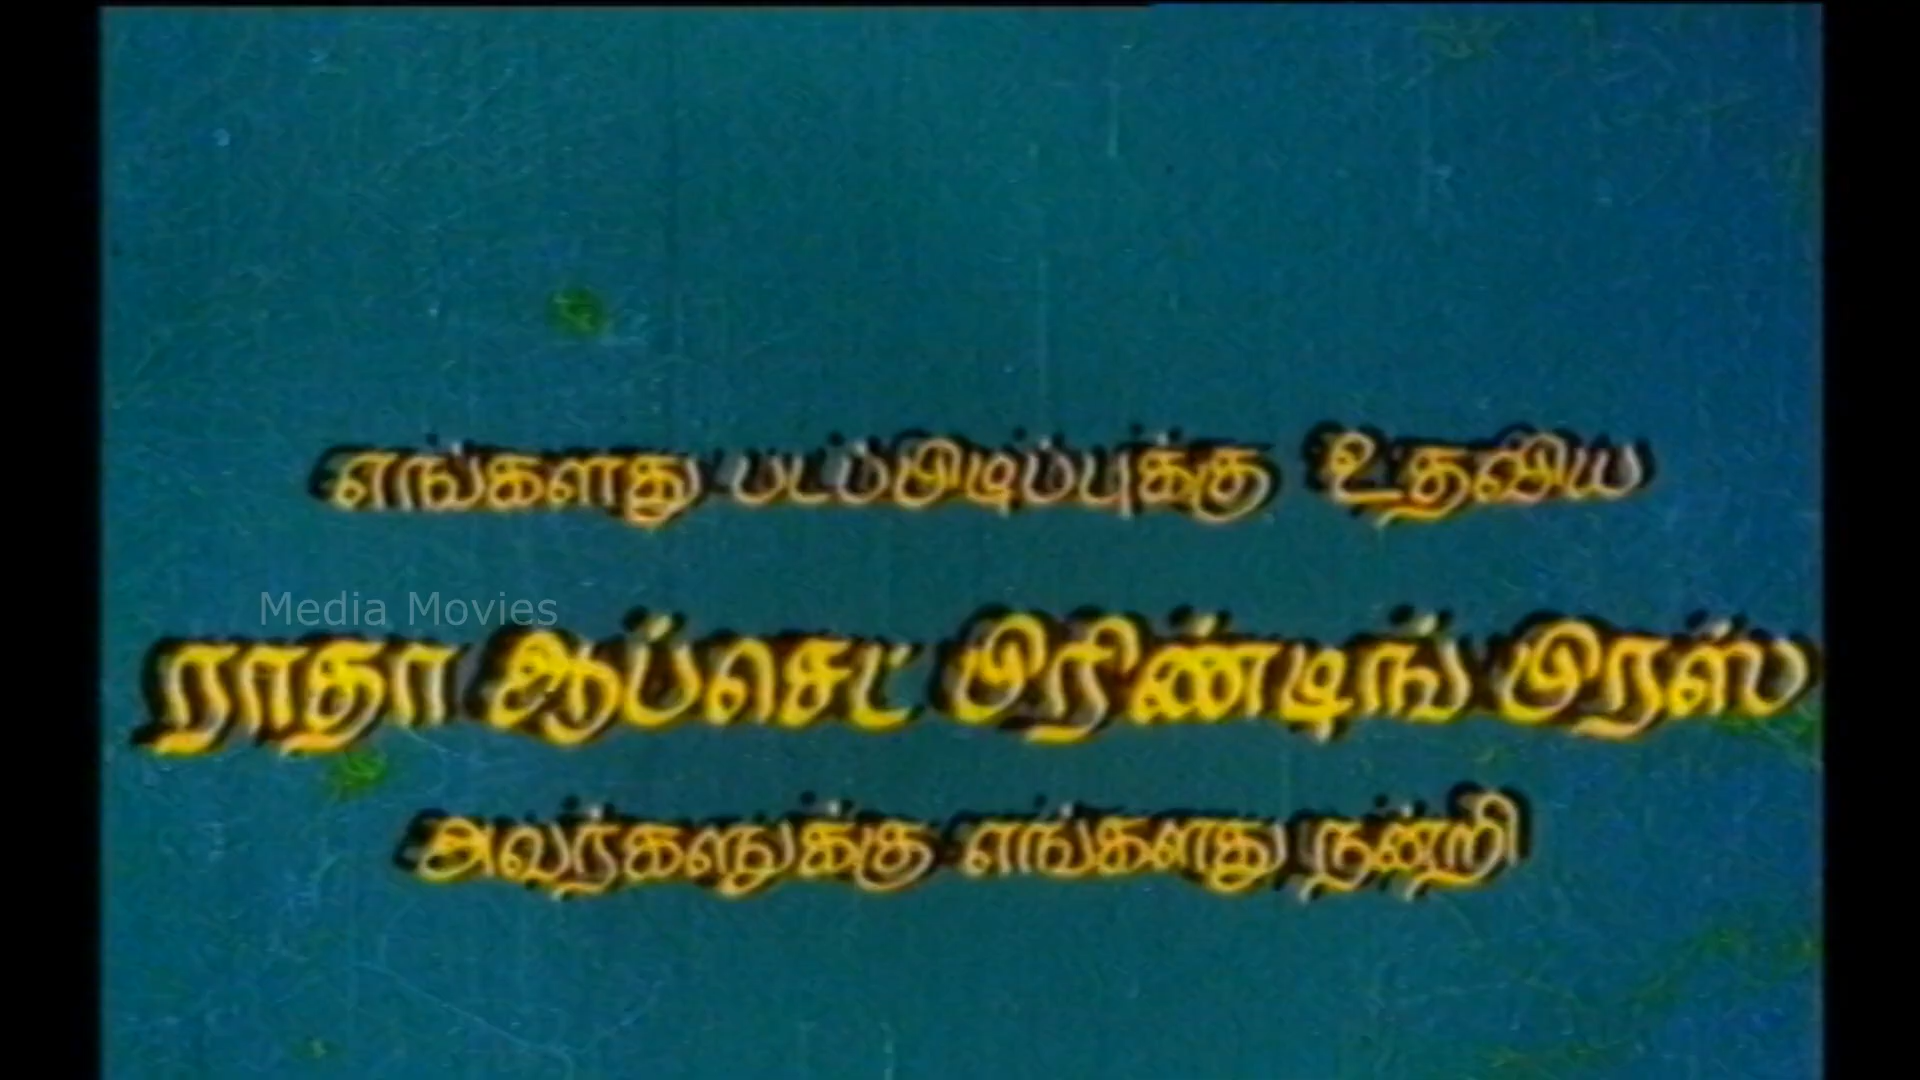 எங்களது படப்பிடிப்புக்கு உதவிய
Media Movies
ராதா ஆப்செட் பிரிண்டிங் பிரஸ்
அவர்களுக்கு எங்களது நன்றி